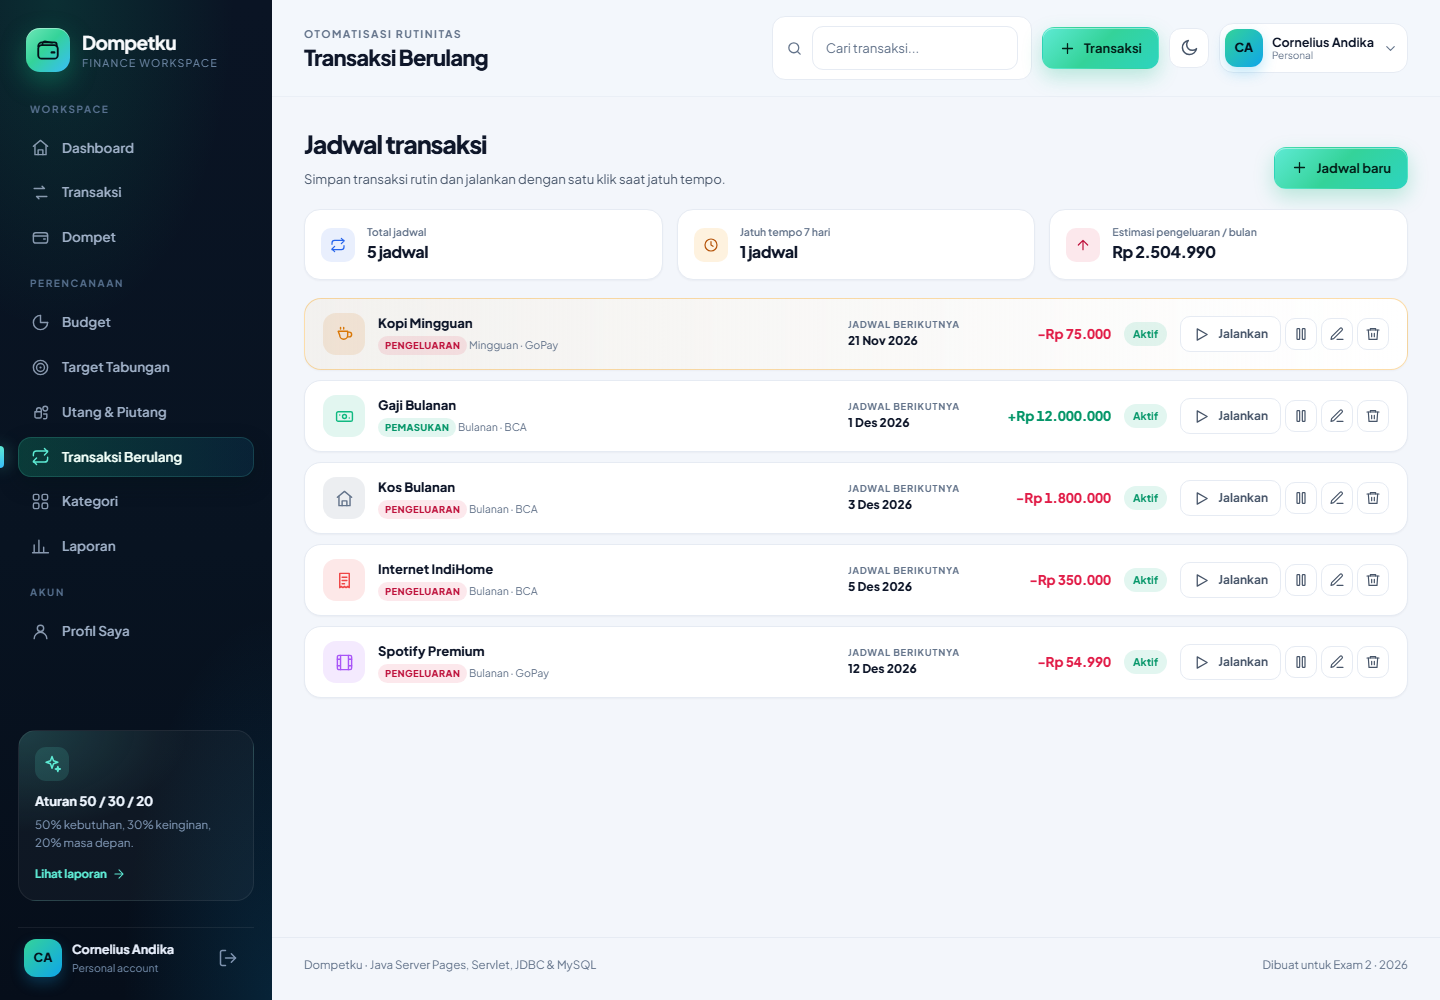 Dompetku
FINANCE WORKSPACE
WORKSPACE
Dashboard
Transaksi
Dompet
PERENCANAAN
Budget
Target Tabungan
Utang & Piutang
Transaksi Berulang
Kategori
Laporan
AKUN
Profil Saya
Aturan 50 / 30 / 20
50% kebutuhan, 30% keinginan,
20% masa depan.
Lihat laporan
CA
Cornelius Andika
Personal account
OTOMATISASI RUTINITAS
Transaksi Berulang
Cari transaksi...
Transaksi
CA
Cornelius Andika
Personal
Jadwal transaksi
Simpan transaksi rutin dan jalankan dengan satu klik saat jatuh tempo.
Jadwal baru
Total jadwal
5 jadwal
Jatuh tempo 7 hari
1 jadwal
Estimasi pengeluaran / bulan
Rp 2.504.990
Kopi Mingguan
PENGELUARAN Mingguan · GoPay
JADWAL BERIKUTNYA
21 Nov 2026
−Rp 75.000
Aktif
Jalankan
Gaji Bulanan
PEMASUKAN Bulanan · BCA
JADWAL BERIKUTNYA
1 Des 2026
+Rp 12.000.000
Aktif
Jalankan
Kos Bulanan
PENGELUARAN Bulanan · BCA
JADWAL BERIKUTNYA
3 Des 2026
−Rp 1.800.000
Aktif
Jalankan
Internet IndiHome
PENGELUARAN Bulanan · BCA
JADWAL BERIKUTNYA
5 Des 2026
−Rp 350.000
Aktif
Jalankan
Spotify Premium
PENGELUARAN Bulanan · GoPay
JADWAL BERIKUTNYA
12 Des 2026
−Rp 54.990
Aktif
Jalankan
Dompetku · Java Server Pages, Servlet, JDBC & MySQL
Dibuat untuk Exam 2 · 2026